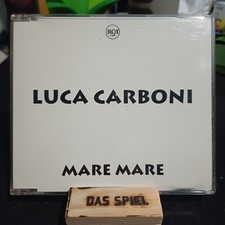 RCA
LUCA CARBONI
MARE MARE
DAS SPIEL